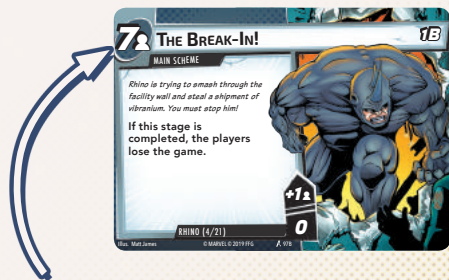 7 THE BREAK-IN! 1B
MAIN SCHEME
Rhino is trying to smash through the
facility wall and steal a shipment of
vibranium. You must stop him!
If this stage is
completed, the players
lose the game.
+1
0
RHINO (4/21)
Illus. Matt James © MARVEL © 2019 FFG 97B